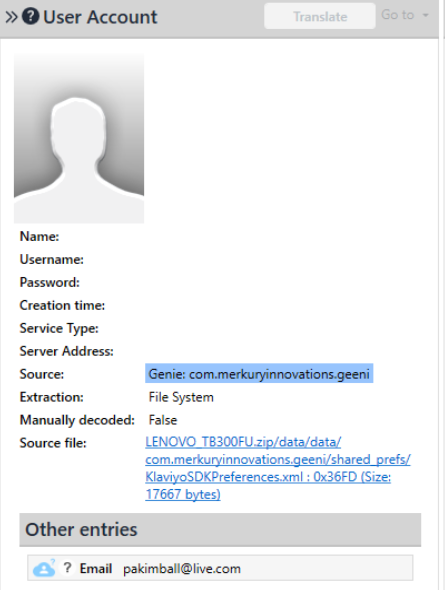 » ? User Account Translate Go to
Name:
Username:
Password:
Creation time:
Service Type:
Server Address:
Source: Genie: com.merkuryinnovations.geeni
Extraction: File System
Manually decoded: False
Source file: LENOVO_TB300FU.zip/data/data/
com.merkuryinnovations.geeni/shared_prefs/
KlaviyoSDKPreferences.xml : 0x36FD (Size:
17667 bytes)
Other entries
? Email pakimball@live.com